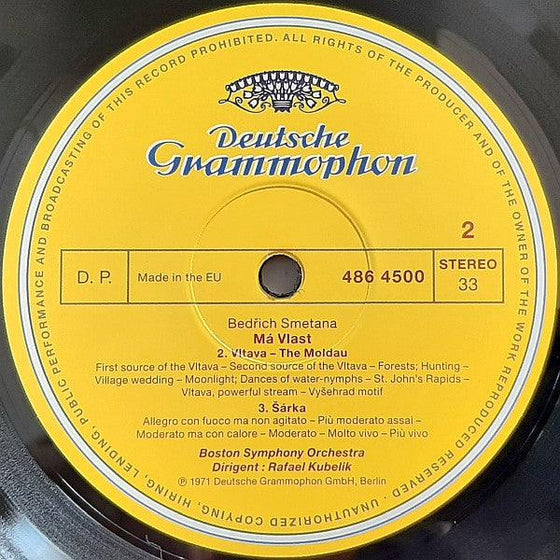 ALL RIGHTS OF THE PRODUCER AND OF THE OWNER OF THE WORK REPRODUCED RESERVED - UNAUTHORIZED COPYING, HIRING, LENDING, PUBLIC PERFORMANCE AND BROADCASTING OF THIS RECORD PROHIBITED.
Deutsche
Grammophon
2
D. P.
Made in the EU
486 4500
STEREO
33
Bedřich Smetana
Má Vlast
2. Vltava – The Moldau
First source of the Vltava – Second source of the Vltava – Forests; Hunting –
Village wedding – Moonlight; Dances of water-nymphs – St. John's Rapids –
Vltava, powerful stream – Vyšehrad motif
3. Šárka
Allegro con fuoco ma non agitato – Più moderato assai –
Moderato ma con calore – Moderato – Molto vivo – Più vivo
Boston Symphony Orchestra
Dirigent : Rafael Kubelik
℗ 1971 Deutsche Grammophon GmbH, Berlin